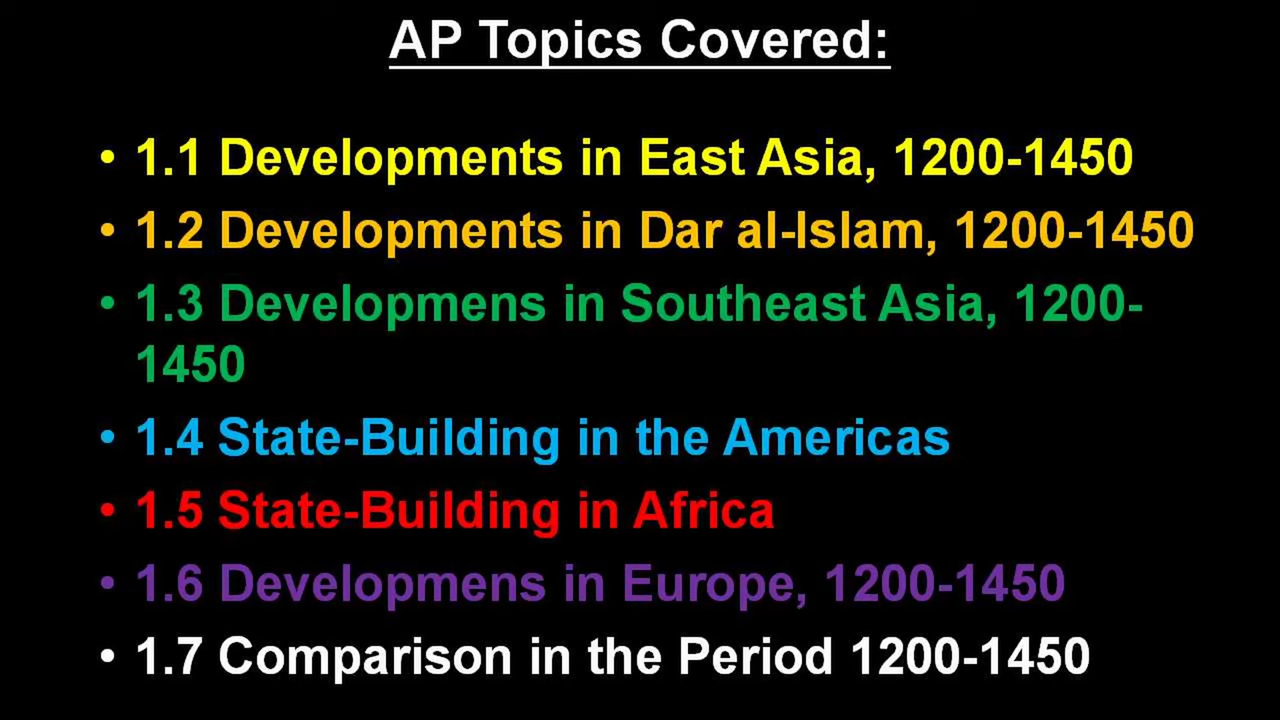 AP Topics Covered:
• 1.1 Developments in East Asia, 1200-1450
• 1.2 Developments in Dar al-Islam, 1200-1450
• 1.3 Developmens in Southeast Asia, 1200-
1450
• 1.4 State-Building in the Americas
• 1.5 State-Building in Africa
• 1.6 Developmens in Europe, 1200-1450
• 1.7 Comparison in the Period 1200-1450